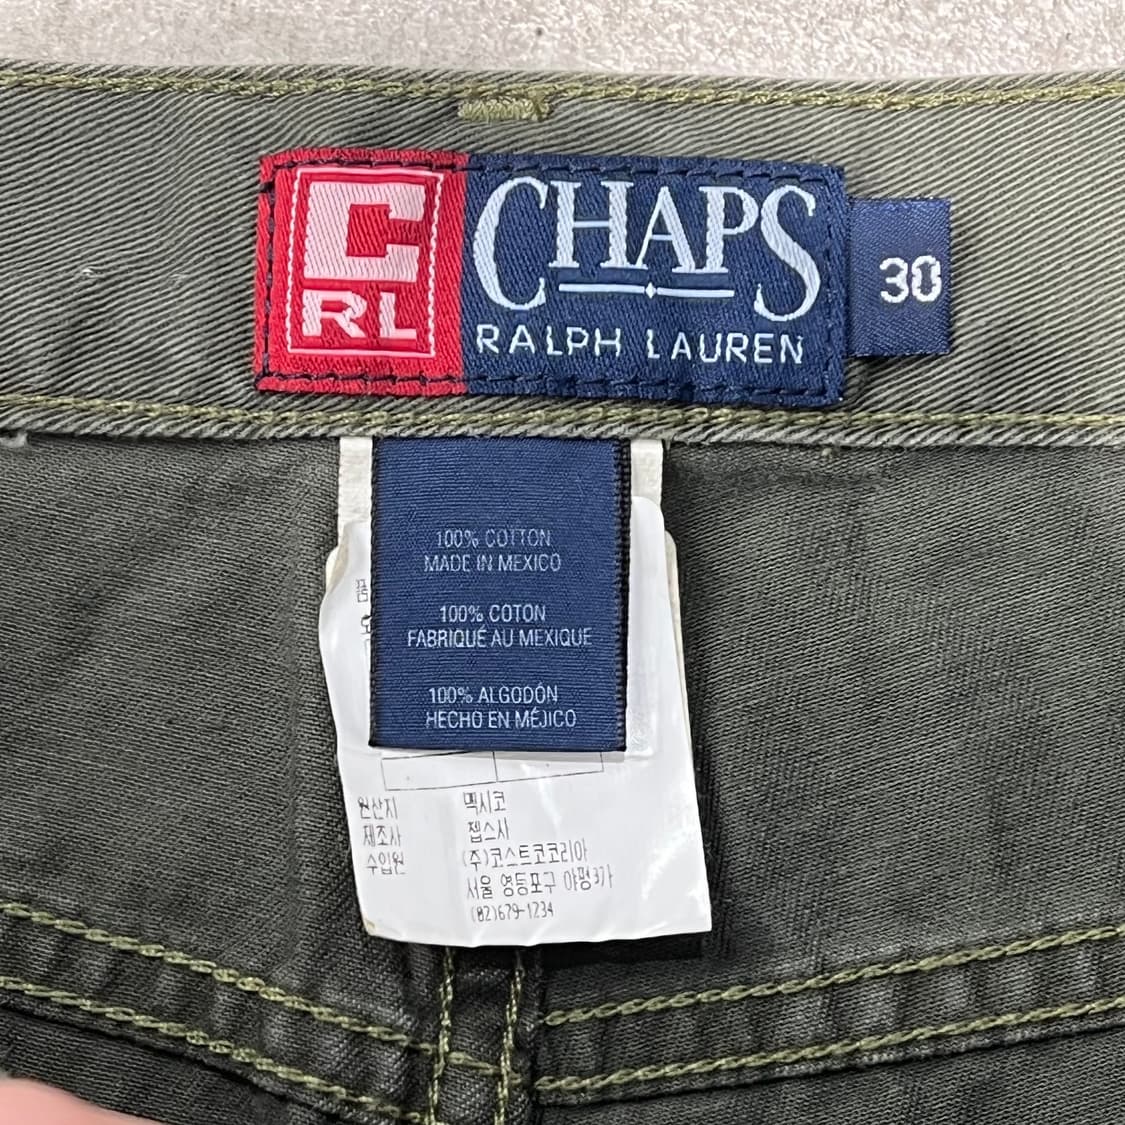 C
RL
CHAPS
RALPH LAUREN
30
100% COTTON
MADE IN MEXICO
100% COTON
FABRIQUÉ AU MEXIQUE
100% ALGODÓN
HECHO EN MÉJICO
원산지 멕시코
제조사 젭스사
수입원 (주)코스트코코리아
서울 영등포구 야평3가
(02)679-1234